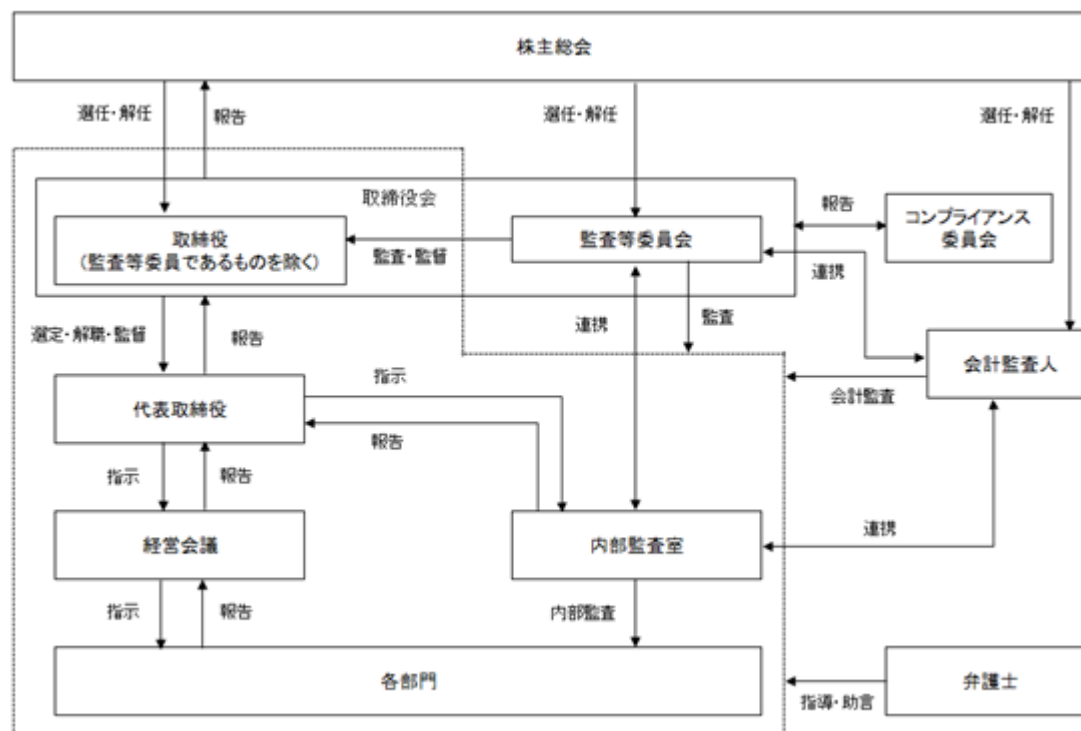 株主総会
選任・解任
報告
選任・解任
選任・解任
取締役会
取締役
(監査等委員であるものを除く)
監査・監督
監査等委員会
報告
コンプライアンス
委員会
連携
選定・解職・監督
報告
連携
監査
会計監査人
会計監査
指示
代表取締役
報告
指示
報告
経営会議
内部監査室
連携
指示
報告
内部監査
各部門
弁護士
指導・助言